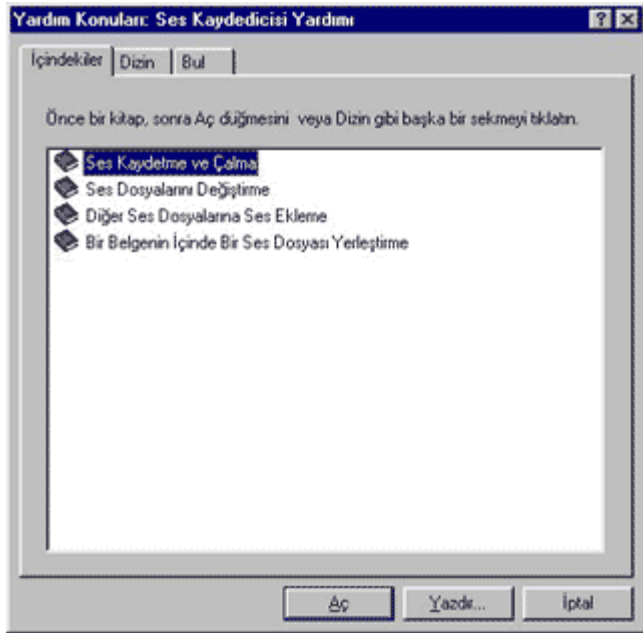 Yardım Konuları: Ses Kaydedicisi Yardımı
İçindekiler Dizin Bul
Önce bir kitap, sonra Aç düğmesini veya Dizin gibi başka bir sekmeyi tıklatın.
Ses Kaydetme ve Çalma
Ses Dosyalarını Değiştirme
Diğer Ses Dosyalarına Ses Ekleme
Bir Belgenin İçinde Bir Ses Dosyası Yerleştirme
Aç Yazdır... İptal